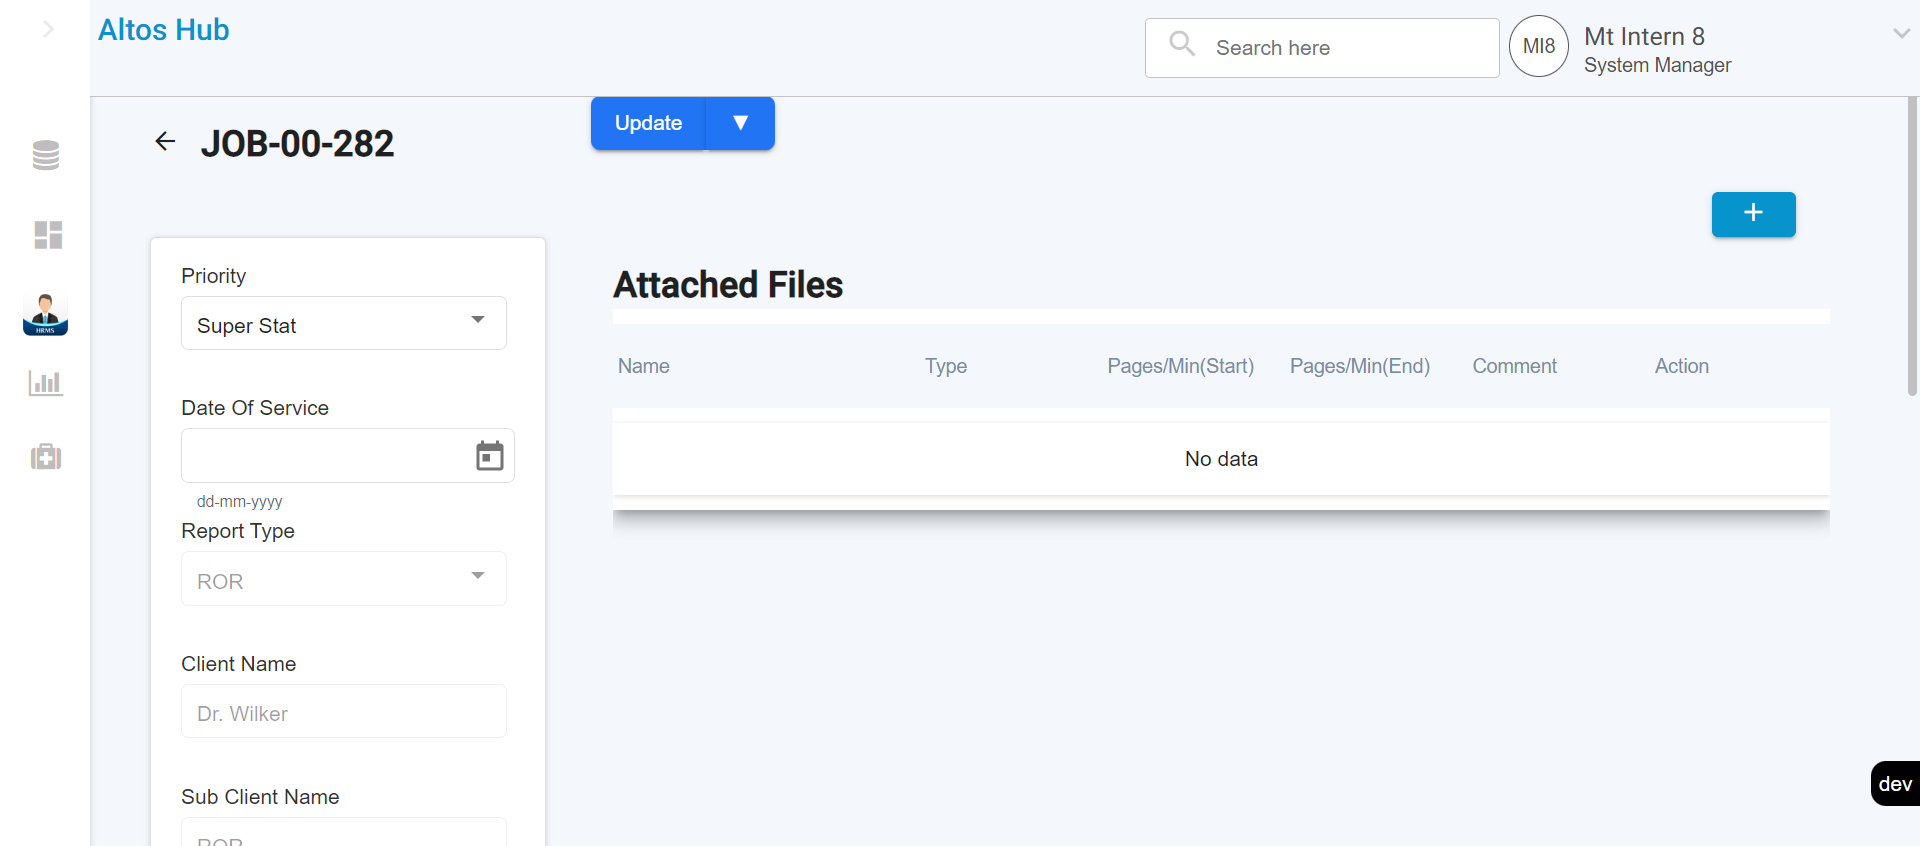 Altos Hub
Search here
MI8
Mt Intern 8
System Manager
JOB-00-282
Update
HRMS
Priority
Super Stat
Date Of Service
dd-mm-yyyy
Report Type
ROR
Client Name
Dr. Wilker
Sub Client Name
ROR
Attached Files
Name Type Pages/Min(Start) Pages/Min(End) Comment Action
No data
dev